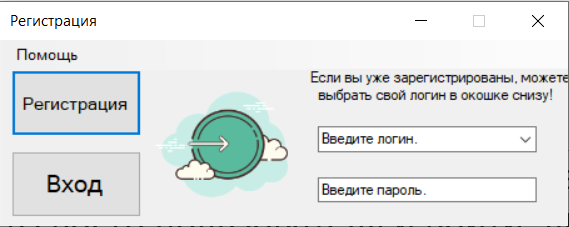 Регистрация
Помощь
Регистрация
Вход
Если вы уже зарегистрированы, можете
выбрать свой логин в окошке снизу!
Введите логин.
Введите пароль.